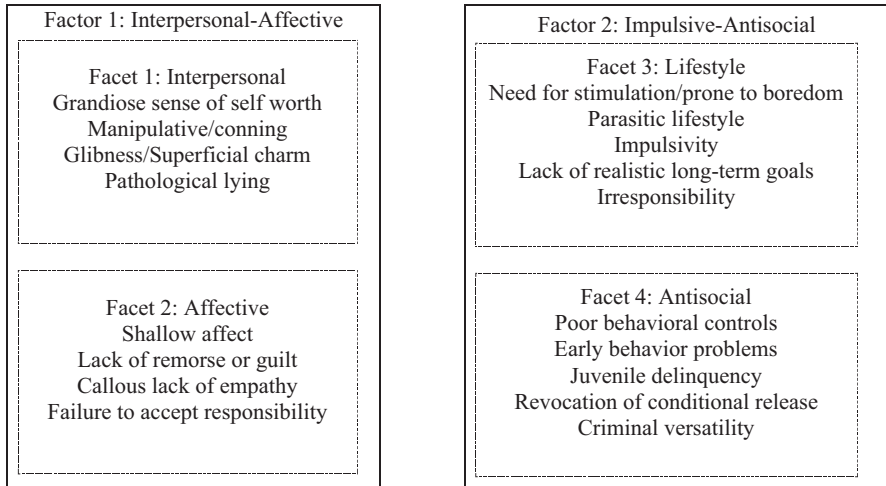 Factor 1: Interpersonal-Affective
Facet 1: Interpersonal
Grandiose sense of self worth
Manipulative/conning
Glibness/Superficial charm
Pathological lying
Facet 2: Affective
Shallow affect
Lack of remorse or guilt
Callous lack of empathy
Failure to accept responsibility
Factor 2: Impulsive-Antisocial
Facet 3: Lifestyle
Need for stimulation/prone to boredom
Parasitic lifestyle
Impulsivity
Lack of realistic long-term goals
Irresponsibility
Facet 4: Antisocial
Poor behavioral controls
Early behavior problems
Juvenile delinquency
Revocation of conditional release
Criminal versatility